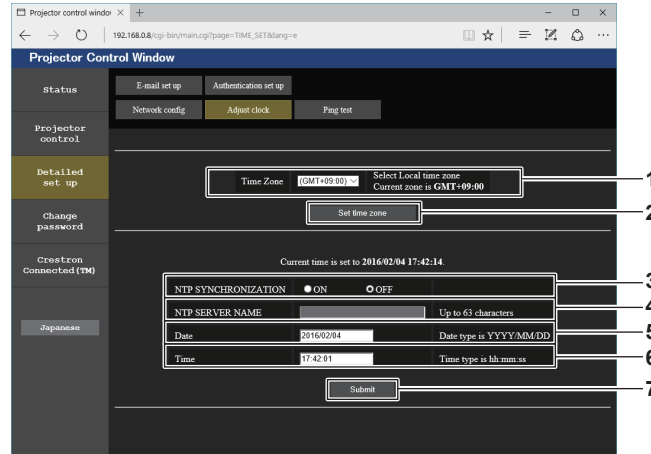 Projector control windo
192.168.0.8/cgi-bin/main.cgi?page=TIME_SET&lang=e
Projector Control Window
Status
E-mail set up
Authentication set up
Network config
Adjust clock
Ping test
Projector
control
Detailed
set up
Change
password
Crestron
Connected(TM)
Japanese
Time Zone
(GMT+09:00)
Select Local time zone
Current zone is GMT+09:00
1
Set time zone
2
Current time is set to 2016/02/04 17:42:14.
NTP SYNCHRONIZATION ON OFF
3
NTP SERVER NAME Up to 63 characters
4
Date 2016/02/04 Date type is YYYY/MM/DD
5
Time 17:42:01 Time type is hh:mm:ss
6
Submit
7